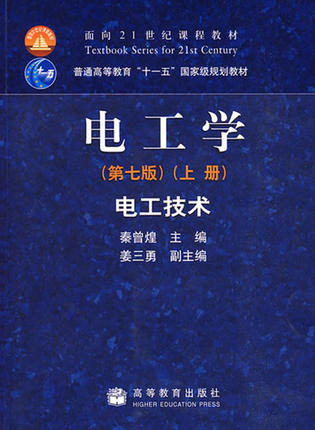 面向21世纪课程教材
Textbook Series for 21st Century
普通高等教育“十一五”国家级规划教材
电工学
(第七版)(上 册)
电工技术
秦曾煌 主 编
姜三勇 副主编
高等教育出版社
HIGHER EDUCATION PRESS